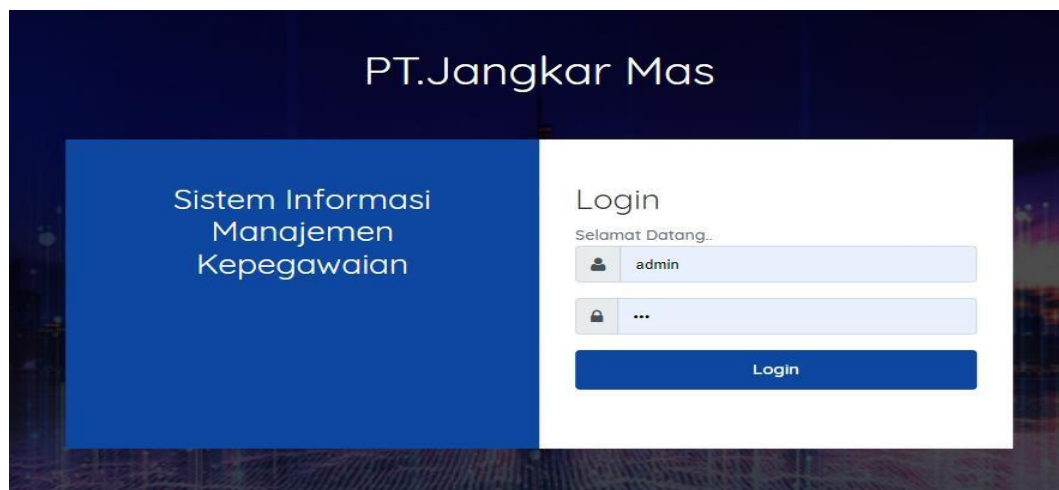 PT.Jangkar Mas
Sistem Informasi
Manajemen
Kepegawaian
Login
Selamat Datang..
admin
•••
Login